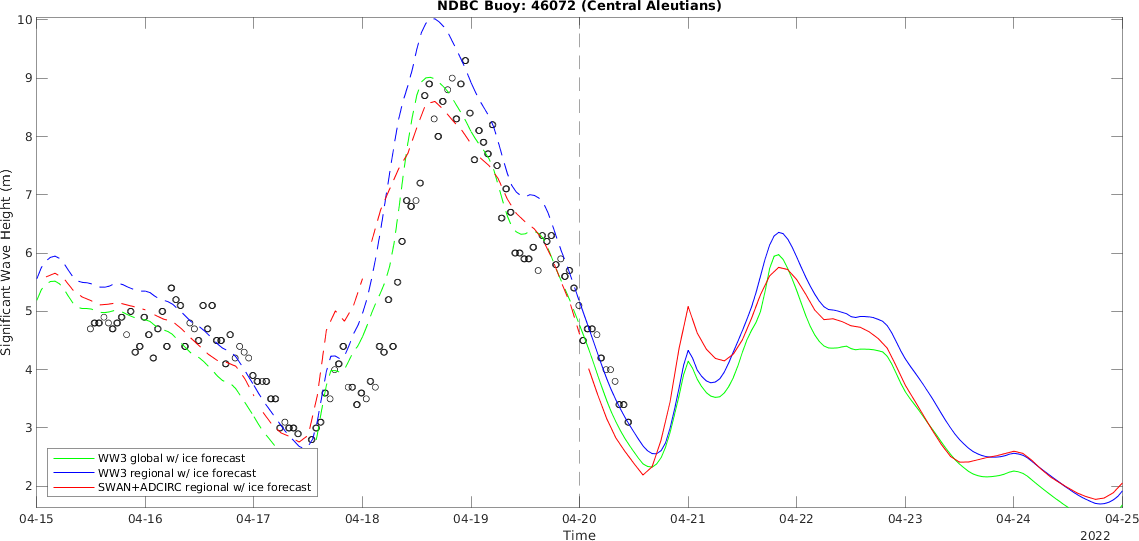 NDBC Buoy: 46072 (Central Aleutians)
10
9
8
7
6
5
4
3
2
Significant Wave Height (m)
WW3 global w/ ice forecast
WW3 regional w/ ice forecast
SWAN+ADCIRC regional w/ ice forecast
04-15 04-16 04-17 04-18 04-19 04-20 04-21 04-22 04-23 04-24 04-25
Time
2022